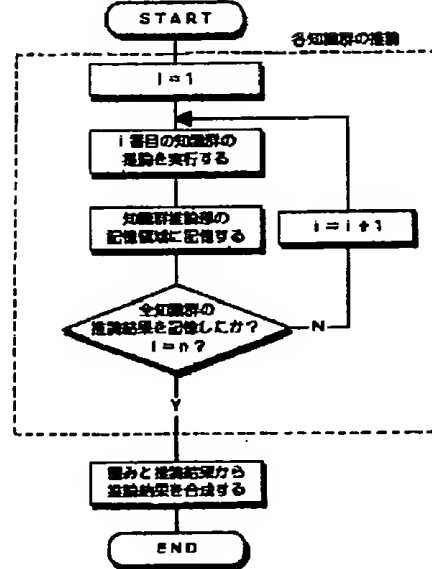 START
各知識群の推論
i=1
i番目の知識群の
推論を実行する
知識群推論部の
記憶領域に記憶する
i=i+1
全知識群の
推論結果を記憶したか?
i=n?
N
Y
重みと推論結果から
推論結果を合成する
END